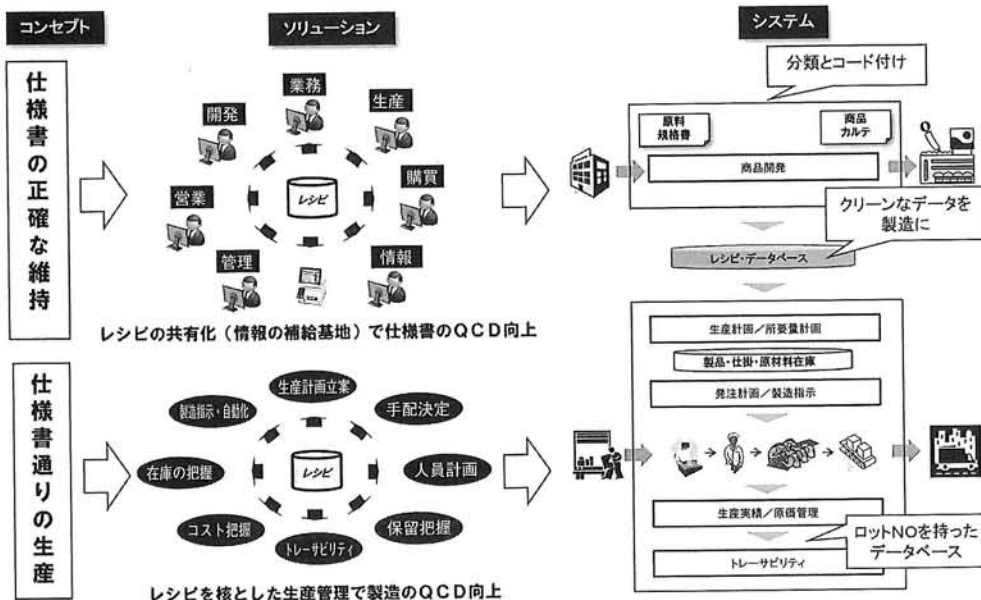 コンセプト
ソリューション
システム
仕様書の正確な維持
業務
開発
生産
営業
レシピ
購買
管理
情報
レシピの共有化（情報の補給基地）で仕様書のQCD向上
分類とコード付け
原料
規格書
商品
カルテ
商品開発
クリーンなデータを
製造に
レシピ・データベース
仕様書通りの生産
生産計画立案
製造指示・自動化
手配決定
在庫の把握
レシピ
人員計画
コスト把握
保留把握
トレーサビリティ
レシピを核とした生産管理で製造のQCD向上
生産計画／所要量計画
製品・仕掛・原材料在庫
発注計画／製造指示
生産実績／原価管理
ロットNOを持った
データベース
トレーサビリティ